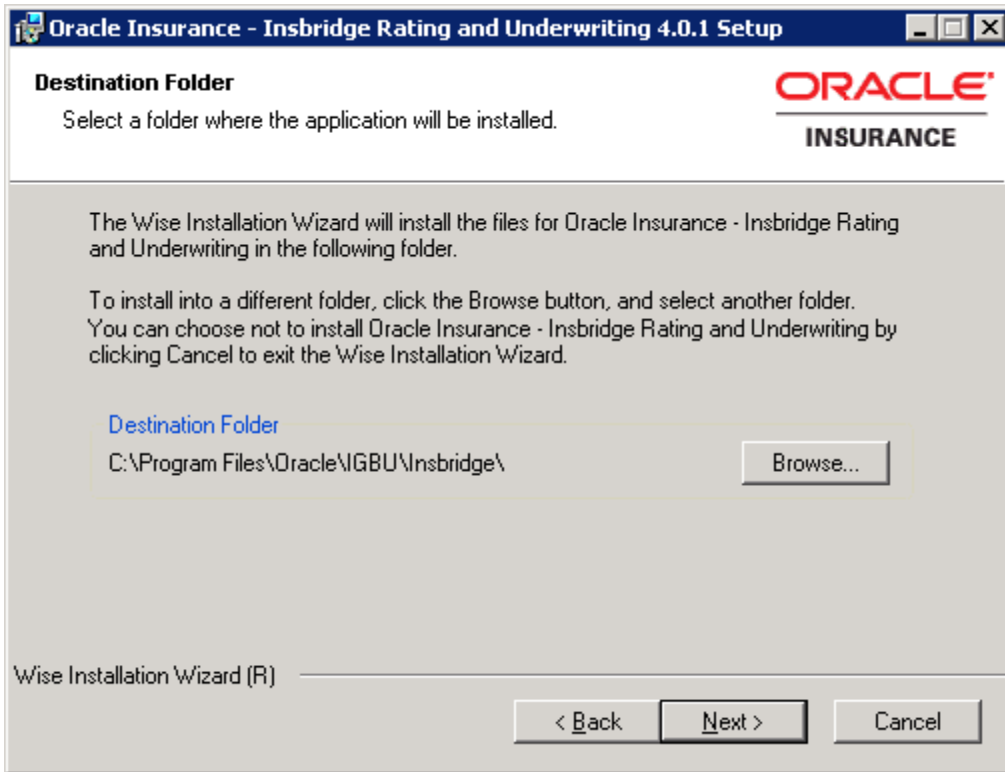 Oracle Insurance - Insbridge Rating and Underwriting 4.0.1 Setup
Destination Folder
Select a folder where the application will be installed.
ORACLE
INSURANCE
The Wise Installation Wizard will install the files for Oracle Insurance - Insbridge Rating
and Underwriting in the following folder.
To install into a different folder, click the Browse button, and select another folder.
You can choose not to install Oracle Insurance - Insbridge Rating and Underwriting by
clicking Cancel to exit the Wise Installation Wizard.
Destination Folder
C:\Program Files\Oracle\IGBU\Insbridge\
Browse...
Wise Installation Wizard (R)
< Back
Next >
Cancel